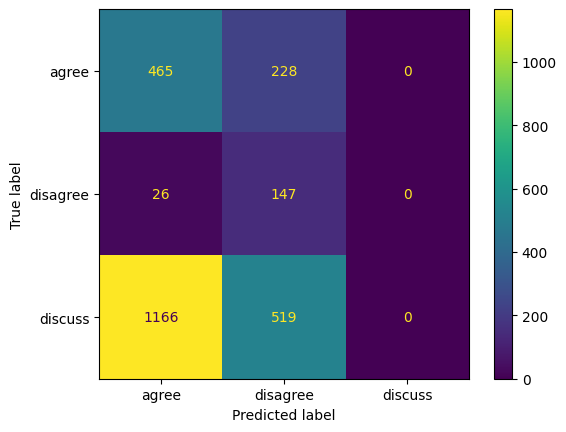 True label
agree 465 228 0
disagree 26 147 0
discuss 1166 519 0
agree disagree discuss
Predicted label
1000
800
600
400
200
0